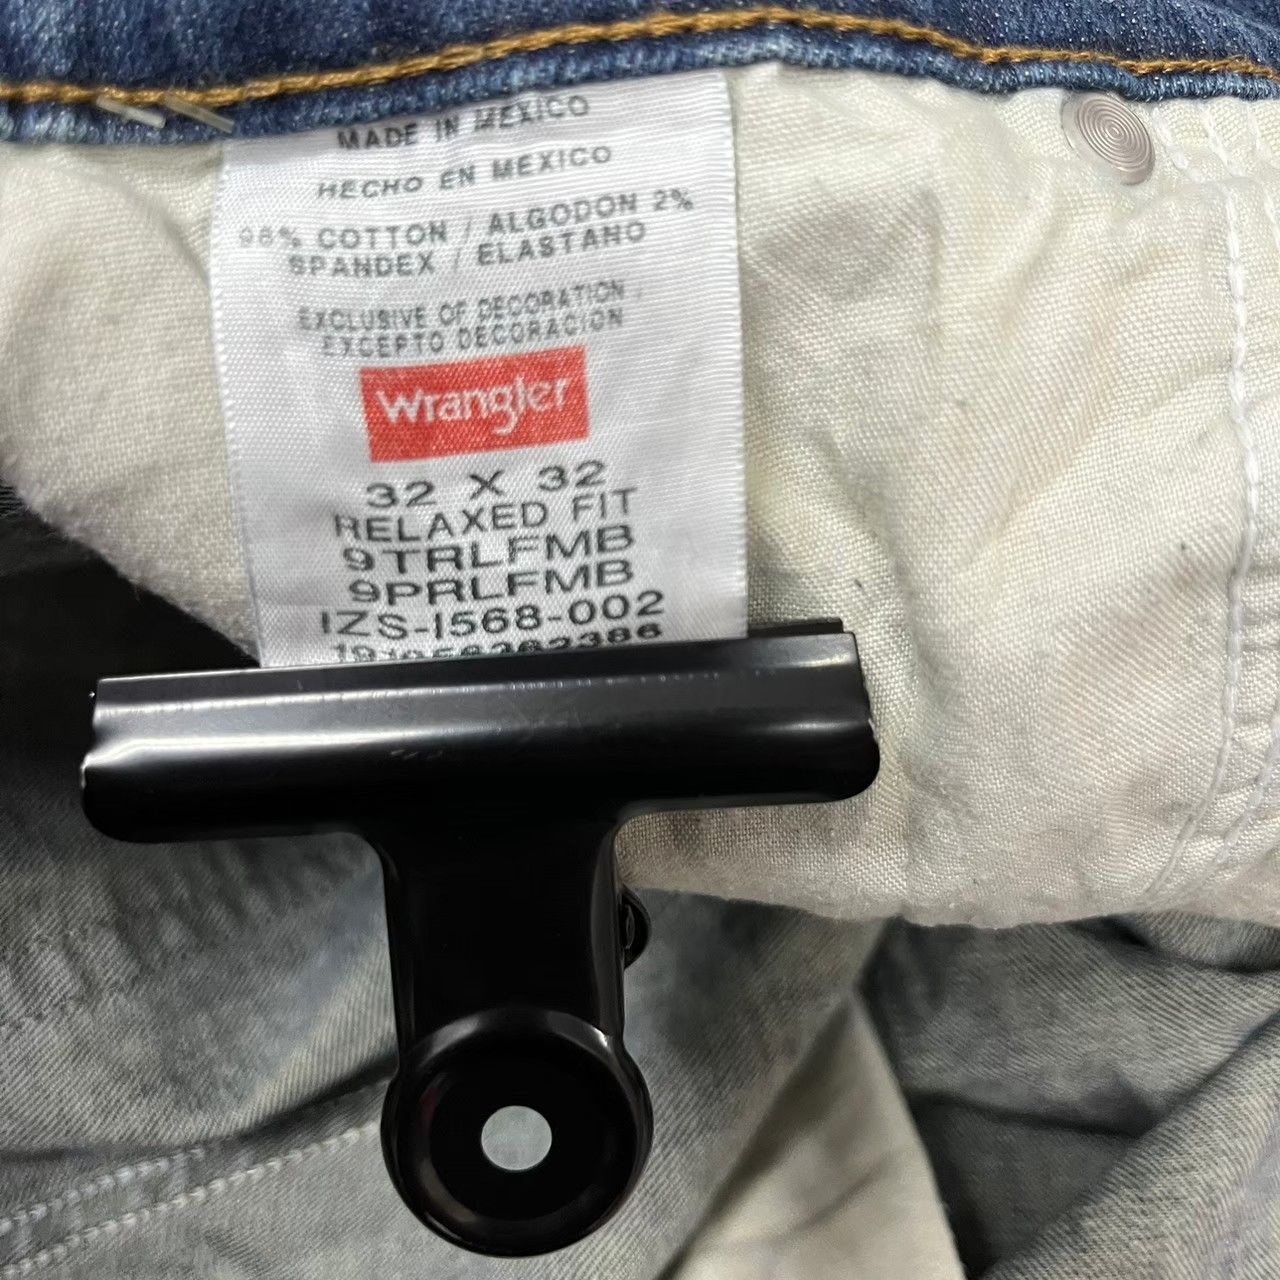 MADE IN MEXICO
HECHO EN MEXICO
98% COTTON / ALGODON 2%
SPANDEX / ELASTANO
EXCLUSIVE OF DECORATION
EXCEPTO DECORACION
Wrangler
32 X 32
RELAXED FIT
9TRLFMB
9PRLFMB
IZS-1568-002